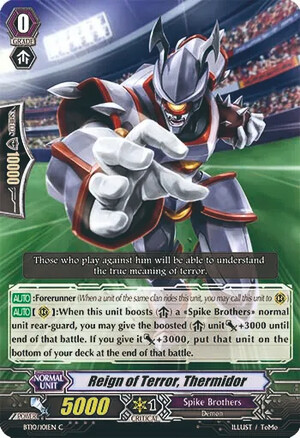 0
GRADE
10000
SHIELD
Those who play against him will be able to understand
the true meaning of terror.
AUTO :Forerunner (When a unit of the same clan rides this unit, you may call this unit to
AUTO :When this unit boosts a «Spike Brothers»
normal unit rear-guard, you may give the boosted unit +3000 until
end of that battle. If you give it +3000, put that unit on the
bottom of your deck at the end of that battle.
NORMAL UNIT
Reign of Terror, Thermidor
POWER
5000
1
CRITICAL
Spike Brothers
Demon
BT10/101EN C
ILLUST / ToMo